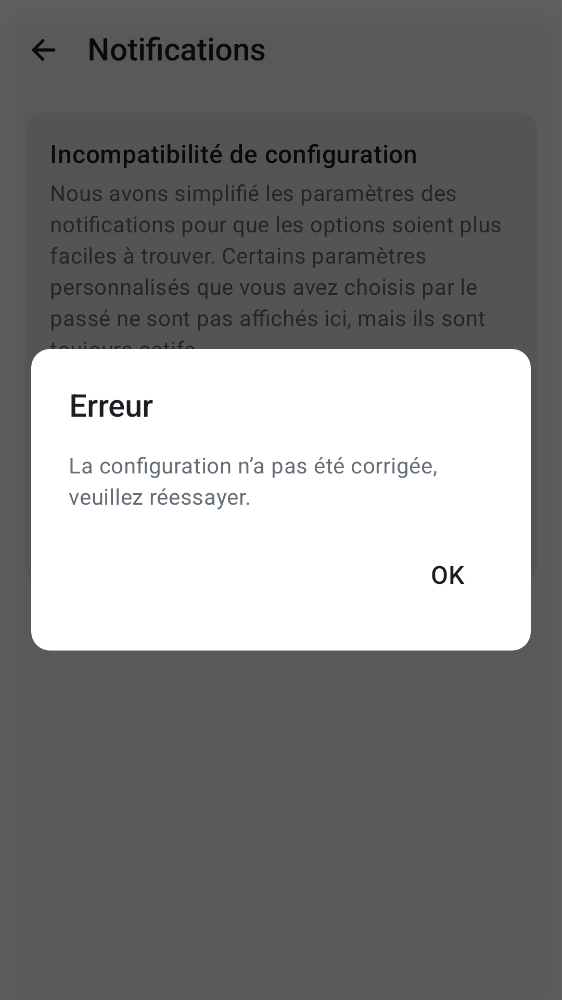 Notifications
Incompatibilité de configuration
Nous avons simplifié les paramètres des
notifications pour que les options soient plus
faciles à trouver. Certains paramètres
personnalisés que vous avez choisis par le
passé ne sont pas affichés ici, mais ils sont
toujours actifs.
Erreur
La configuration n’a pas été corrigée,
veuillez réessayer.
OK